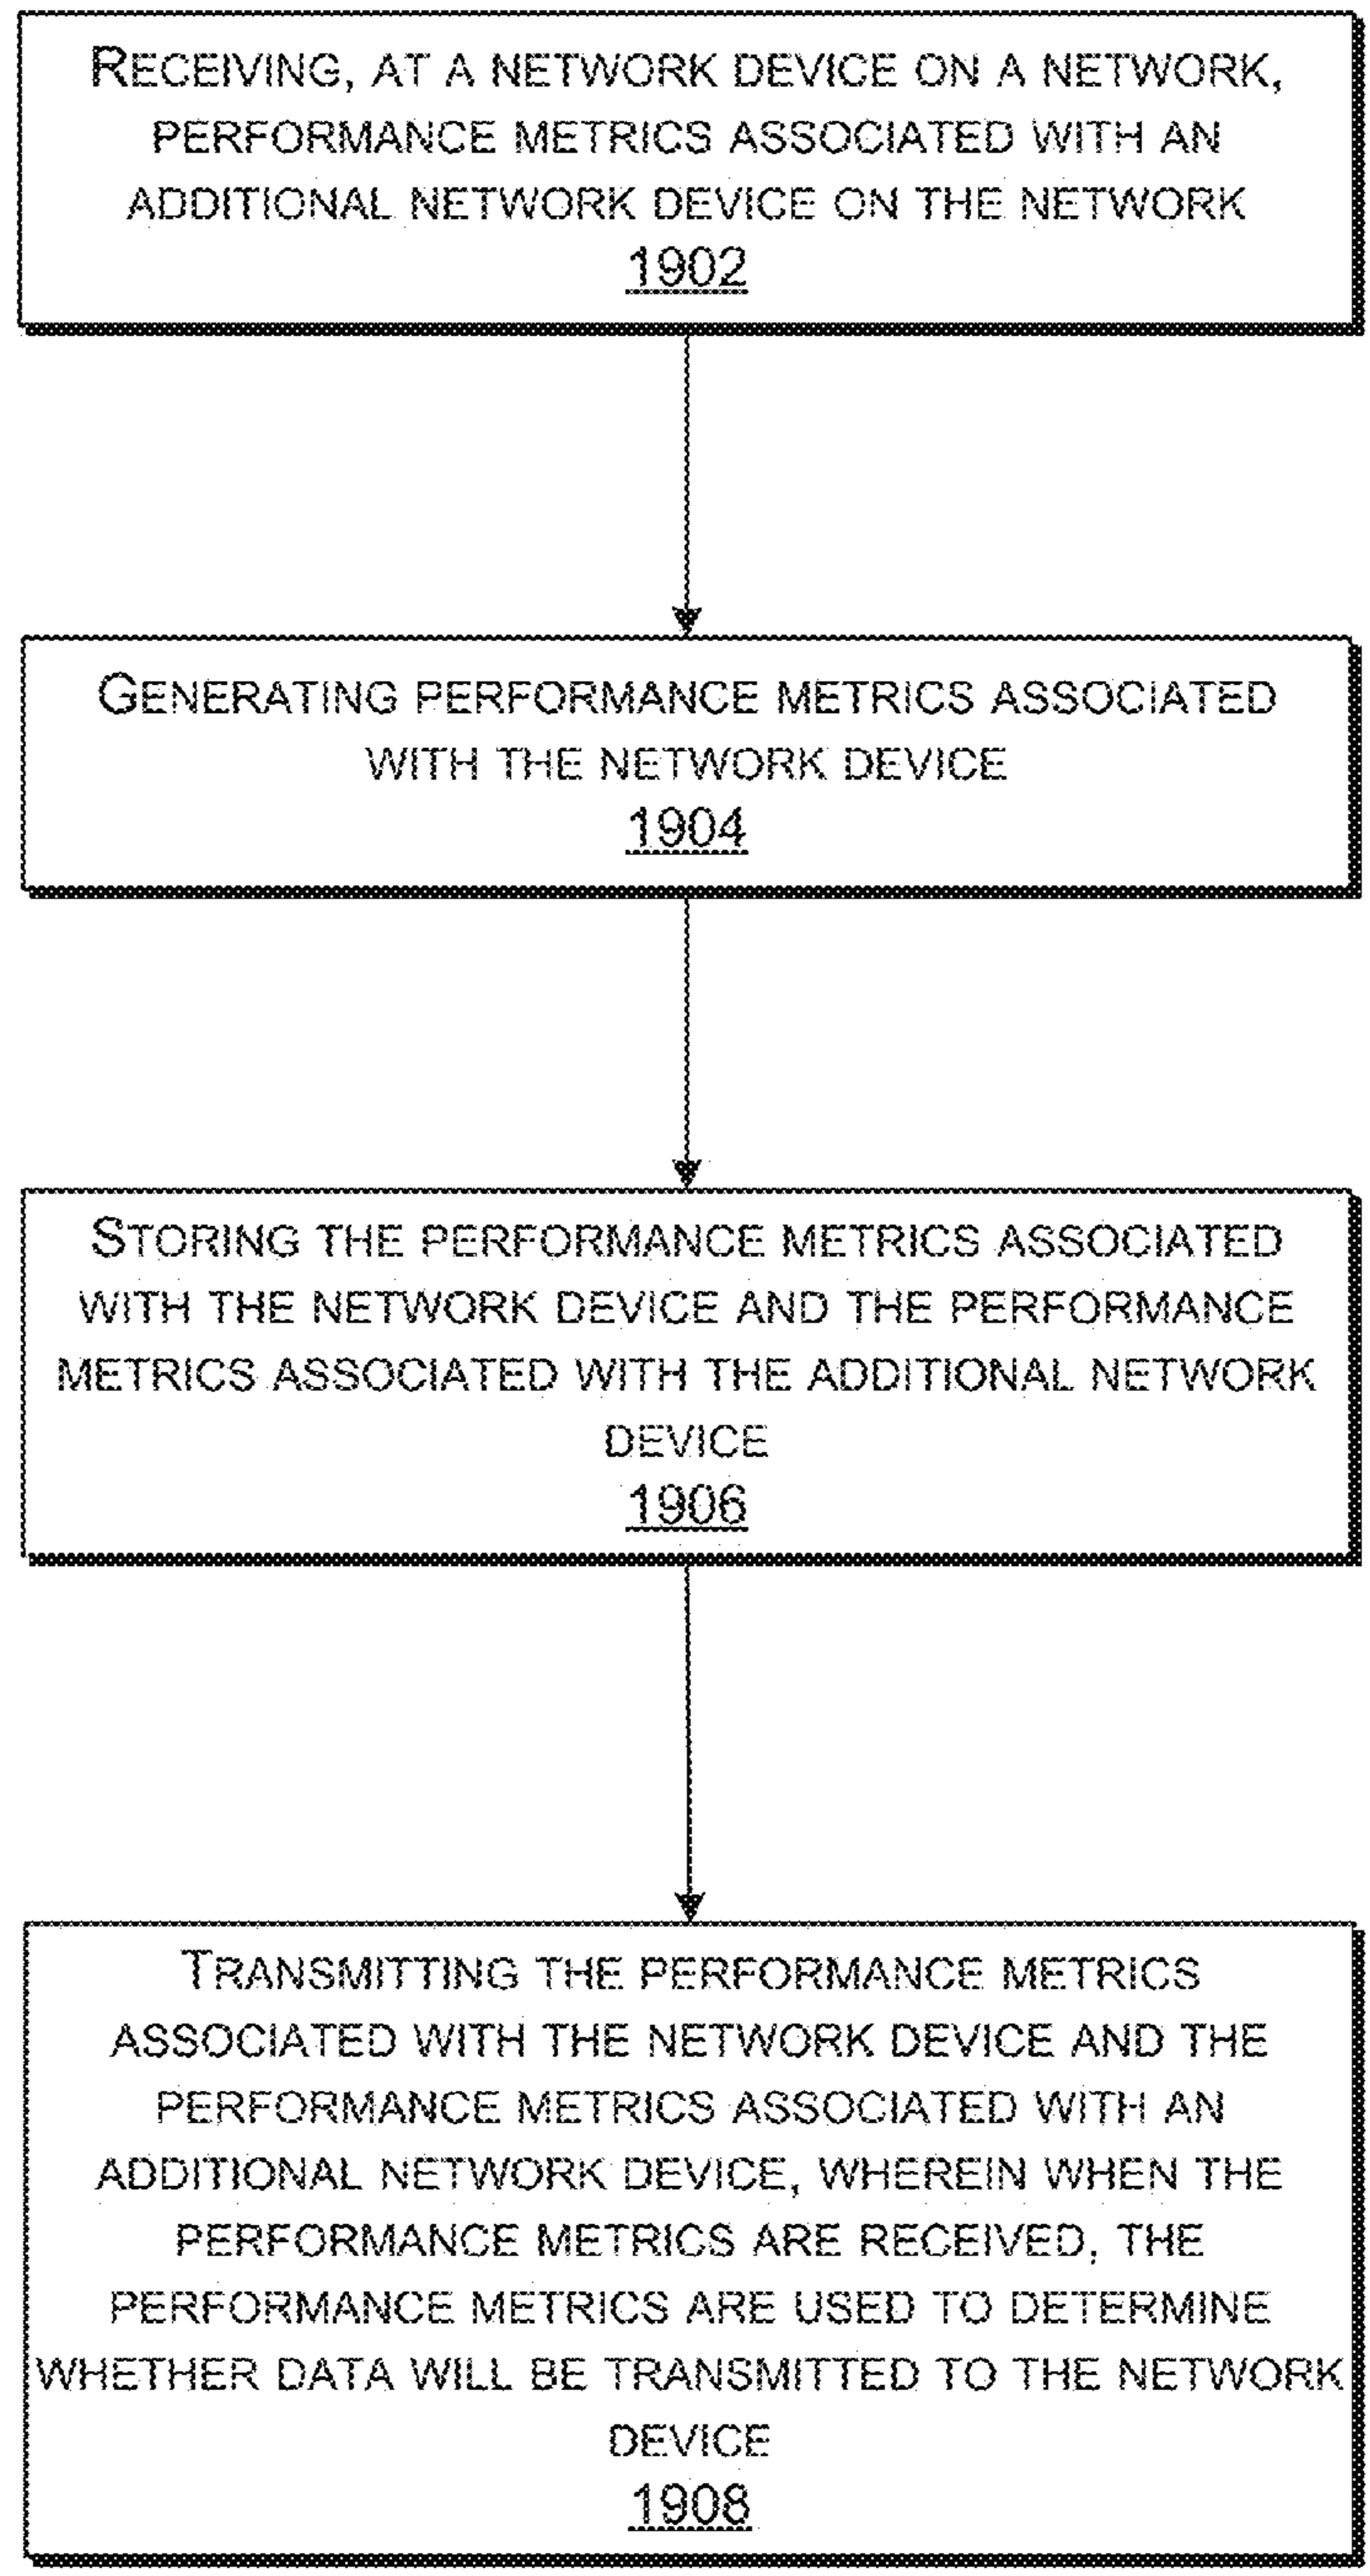 RECEIVING, AT A NETWORK DEVICE ON A NETWORK,
PERFORMANCE METRICS ASSOCIATED WITH AN
ADDITIONAL NETWORK DEVICE ON THE NETWORK
1902
GENERATING PERFORMANCE METRICS ASSOCIATED
WITH THE NETWORK DEVICE
1904
STORING THE PERFORMANCE METRICS ASSOCIATED
WITH THE NETWORK DEVICE AND THE PERFORMANCE
METRICS ASSOCIATED WITH THE ADDITIONAL NETWORK
DEVICE
1906
TRANSMITTING THE PERFORMANCE METRICS
ASSOCIATED WITH THE NETWORK DEVICE AND THE
PERFORMANCE METRICS ASSOCIATED WITH AN
ADDITIONAL NETWORK DEVICE, WHEREIN WHEN THE
PERFORMANCE METRICS ARE RECEIVED, THE
PERFORMANCE METRICS ARE USED TO DETERMINE
WHETHER DATA WILL BE TRANSMITTED TO THE NETWORK
DEVICE
1908